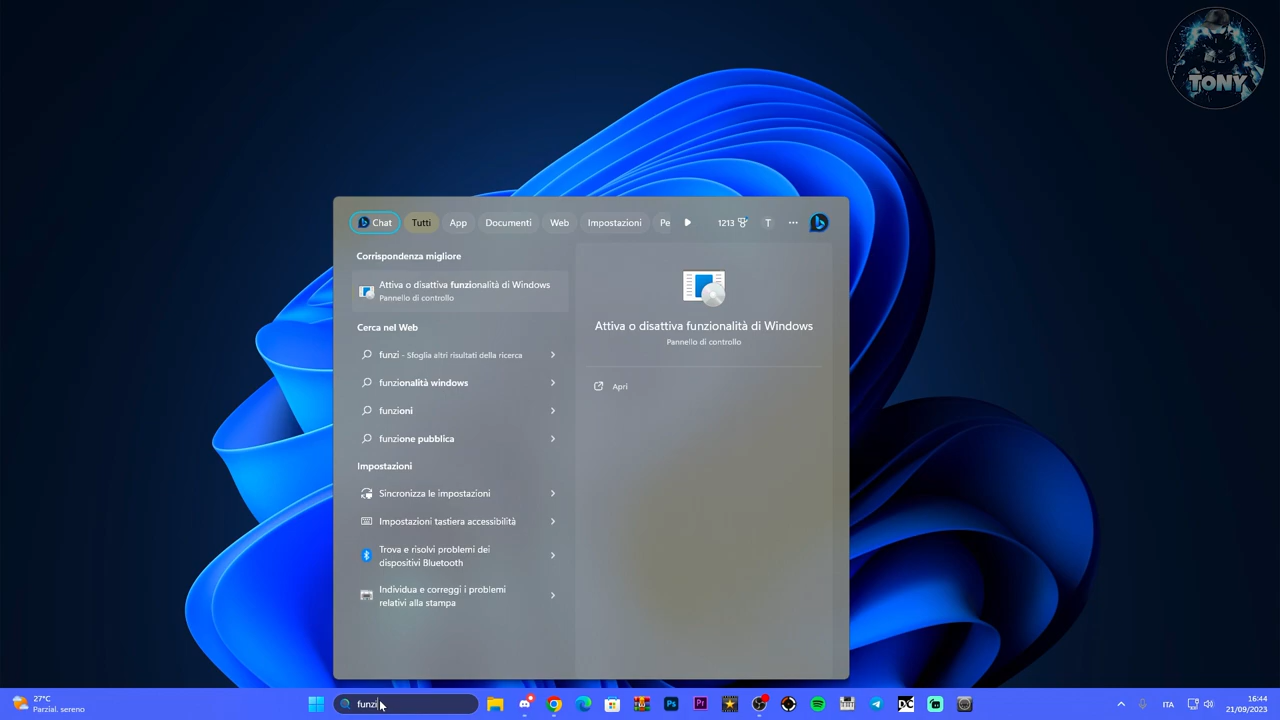 TONY
Chat Tutti App Documenti Web Impostazioni Pe 1213 T
Corrispondenza migliore
Attiva o disattiva funzionalità di Windows
Pannello di controllo
Cerca nel Web
funzi - Sfoglia altri risultati della ricerca
funzionalità windows
funzioni
funzione pubblica
Impostazioni
Sincronizza le impostazioni
Impostazioni tastiera accessibilità
Trova e risolvi problemi dei
dispositivi Bluetooth
Individua e correggi i problemi
relativi alla stampa
Attiva o disattiva funzionalità di Windows
Pannello di controllo
Apri
27°C
Parzial. sereno
funzi
Ps
Pr
ITA
16:44
21/09/2023